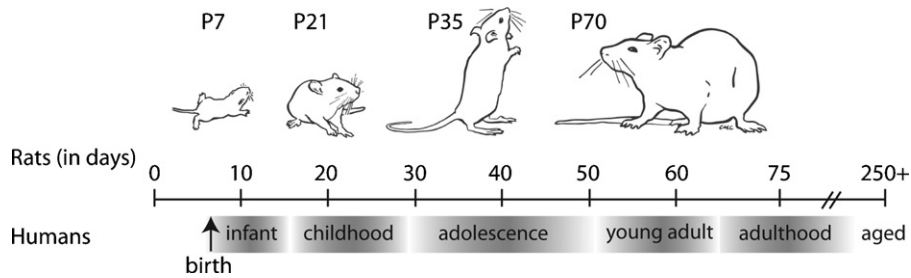 P7 P21 P35 P70
Rats (in days)
0 10 20 30 40 50 60 75 250+
Humans infant childhood adolescence young adult adulthood aged
birth